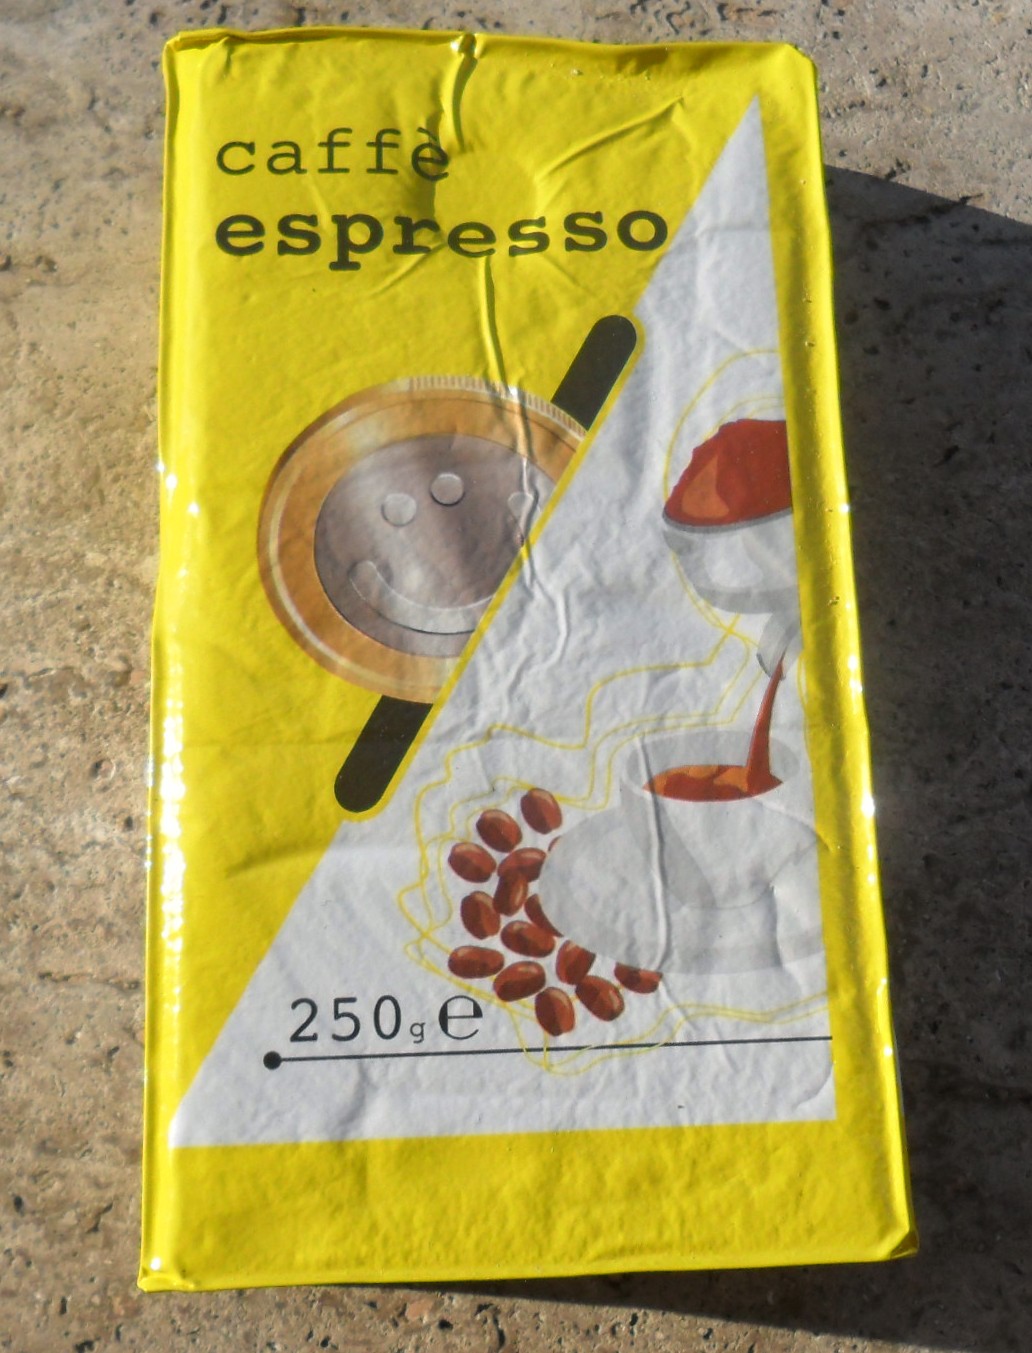 caffè
espresso
250g ℮